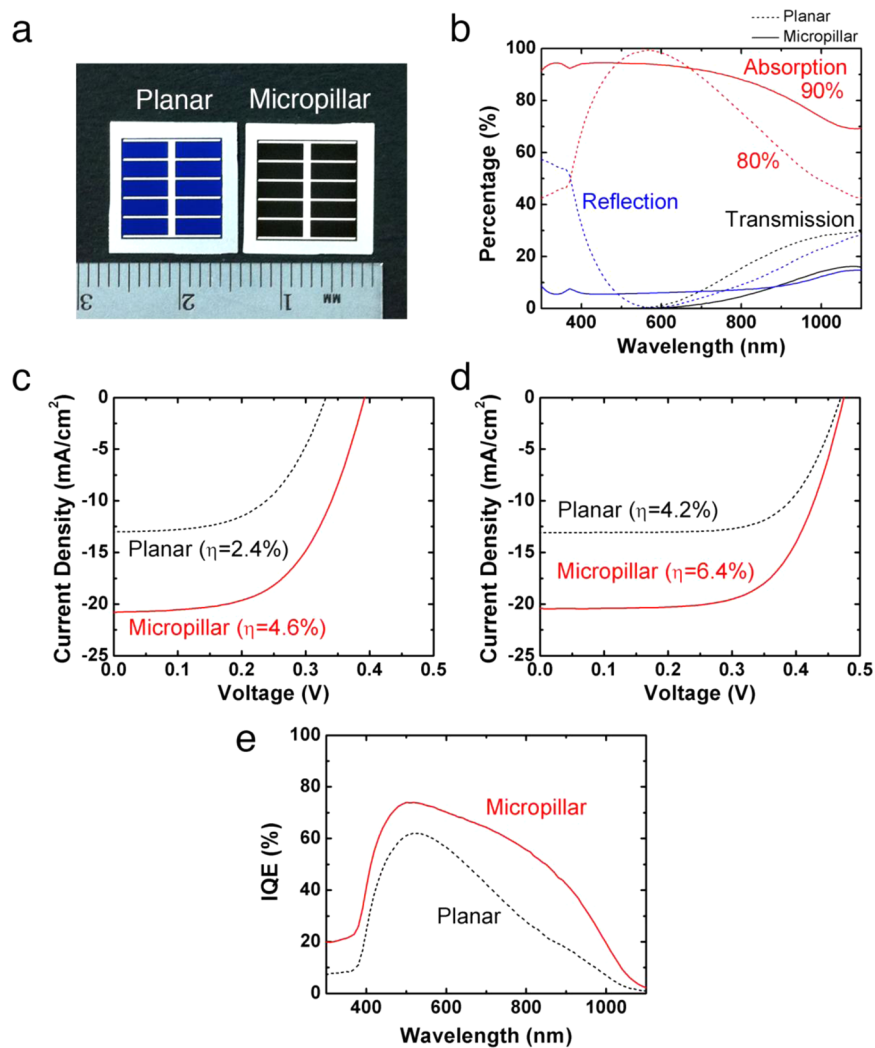 a
Planar Micropillar
3 2 1 MM
b
Planar
Micropillar
100
80
60
40
20
0
Percentage (%)
Absorption
90%
80%
Reflection
Transmission
400 600 800 1000
Wavelength (nm)
c
0
-5
-10
-15
-20
-25
Current Density (mA/cm²)
Planar (η=2.4%)
Micropillar (η=4.6%)
0.0 0.1 0.2 0.3 0.4 0.5
Voltage (V)
d
0
-5
-10
-15
-20
-25
Current Density (mA/cm²)
Planar (η=4.2%)
Micropillar (η=6.4%)
0.0 0.1 0.2 0.3 0.4 0.5
Voltage (V)
e
100
80
60
40
20
0
IQE (%)
Micropillar
Planar
400 600 800 1000
Wavelength (nm)